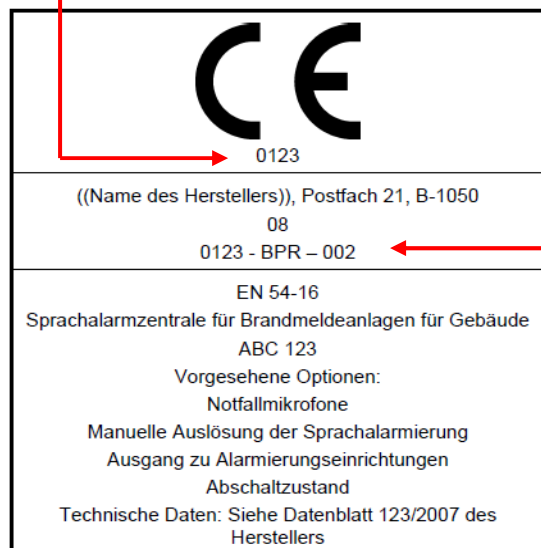 CE
0123
((Name des Herstellers)), Postfach 21, B-1050
08
0123 - BPR – 002
EN 54-16
Sprachalarmzentrale für Brandmeldeanlagen für Gebäude
ABC 123
Vorgesehene Optionen:
Notfallmikrofone
Manuelle Auslösung der Sprachalarmierung
Ausgang zu Alarmierungseinrichtungen
Abschaltzustand
Technische Daten: Siehe Datenblatt 123/2007 des
Herstellers